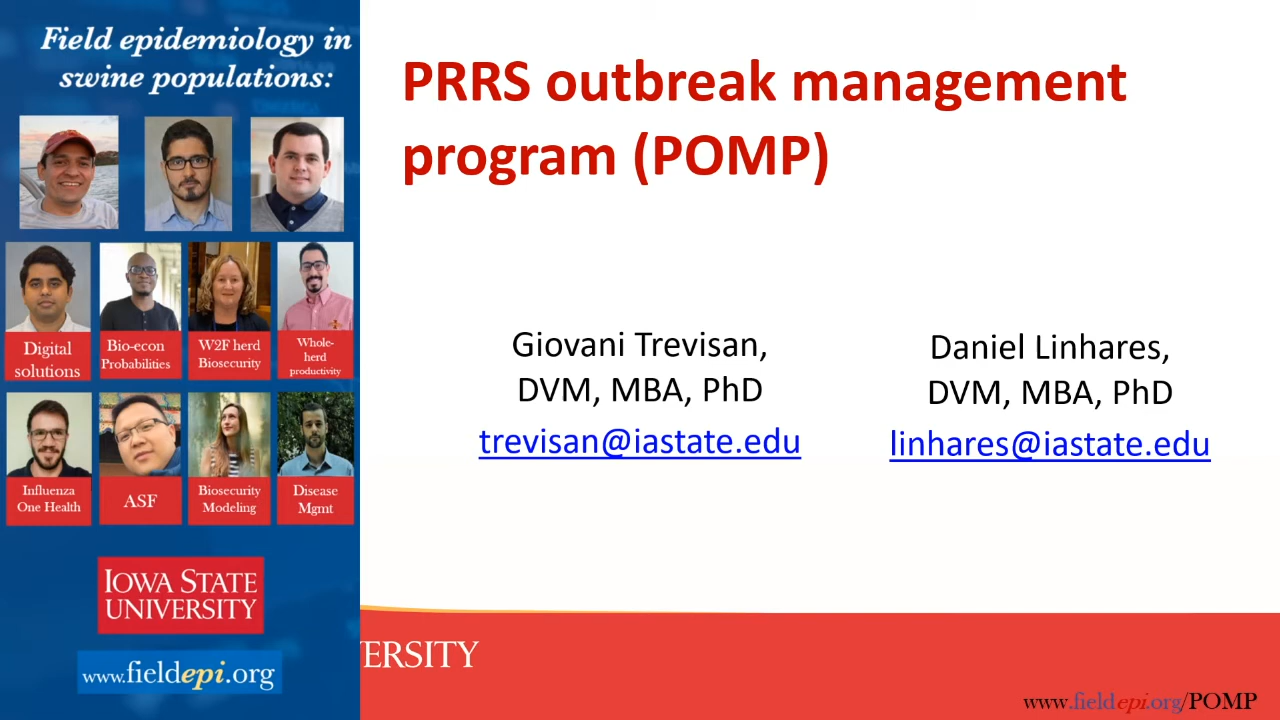 Field epidemiology in
swine populations:
Digital
solutions
Bio-econ
Probabilities
W2F herd
Biosecurity
Whole-
herd
productivity
Influenza
One Health
ASF
Biosecurity
Modeling
Disease
Mgmt
IOWA STATE
UNIVERSITY
www.fieldepi.org
PRRS outbreak management
program (POMP)
Giovani Trevisan,
DVM, MBA, PhD
trevisan@iastate.edu
Daniel Linhares,
DVM, MBA, PhD
linhares@iastate.edu
ERSITY
www.fieldepi.org/POMP